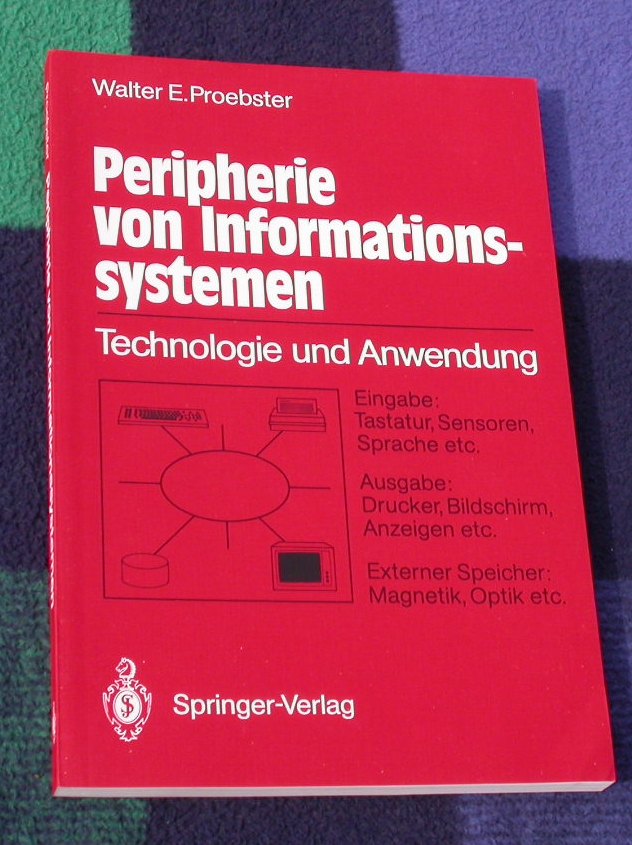 Walter E. Proebster
Peripherie
von Informations-
systemen
Technologie und Anwendung
Eingabe:
Tastatur, Sensoren,
Sprache etc.
Ausgabe:
Drucker, Bildschirm,
Anzeigen etc.
Externer Speicher:
Magnetik, Optik etc.
Springer-Verlag